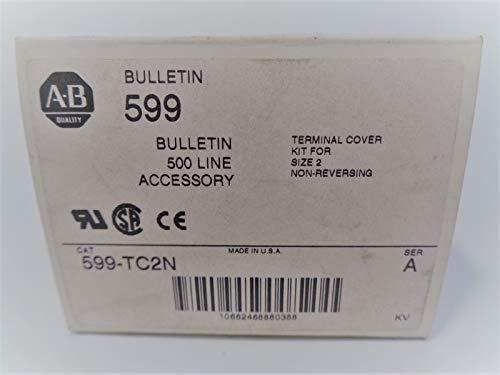 A-B
QUALITY
BULLETIN
599
BULLETIN
500 LINE
ACCESSORY
TERMINAL COVER
KIT FOR
SIZE 2
NON-REVERSING
CAT
MADE IN U.S.A.
SER
599-TC2N
A
10662468880388
KV